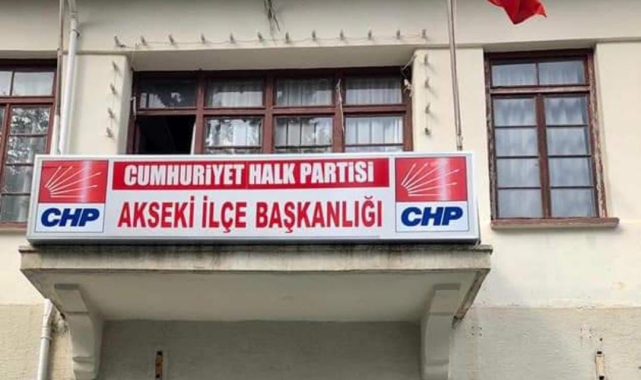 CUMHURİYET HALK PARTİSİ
CHP
AKSEKİ İLÇE BAŞKANLIĞI
CHP